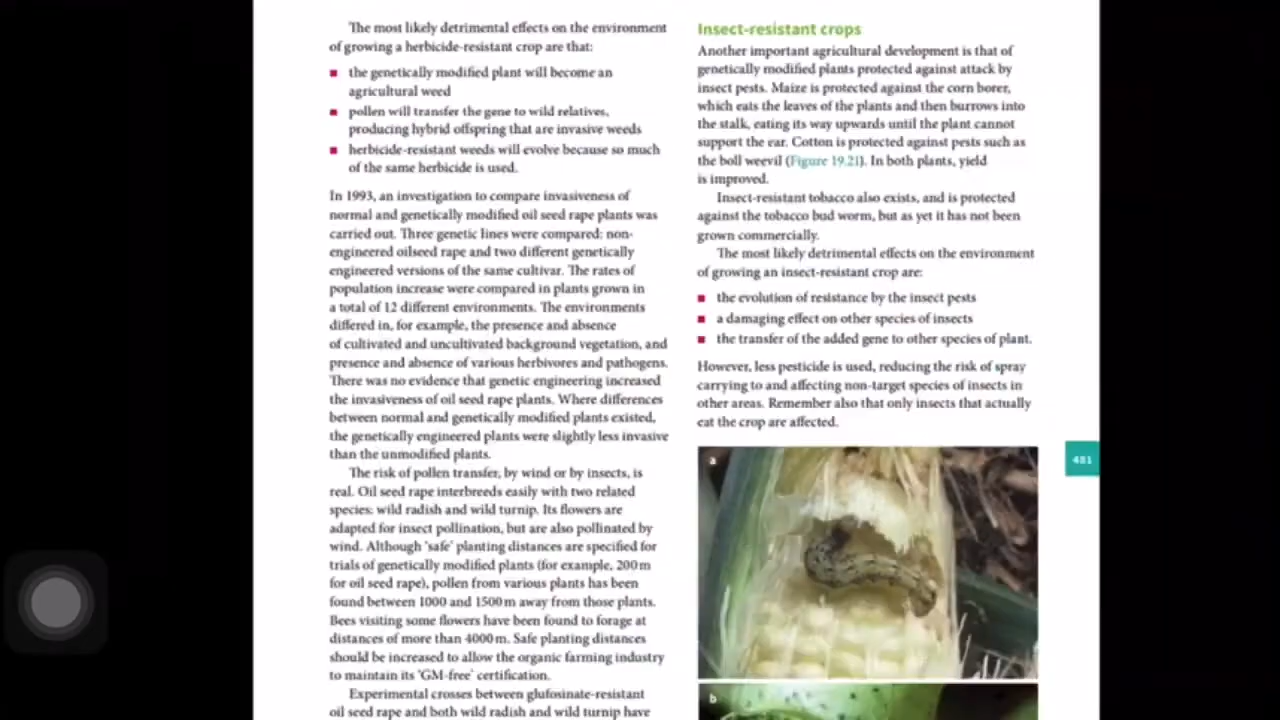 The most likely detrimental effects on the environment
of growing a herbicide-resistant crop are that:
■ the genetically modified plant will become an
agricultural weed
■ pollen will transfer the gene to wild relatives,
producing hybrid offspring that are invasive weeds
■ herbicide-resistant weeds will evolve because so much
of the same herbicide is used.
In 1993, an investigation to compare invasiveness of
normal and genetically modified oil seed rape plants was
carried out. Three genetic lines were compared: non-
engineered oilseed rape and two different genetically
engineered versions of the same cultivar. The rates of
population increase were compared in plants grown in
a total of 12 different environments. The environments
differed in, for example, the presence and absence
of cultivated and uncultivated background vegetation, and
presence and absence of various herbivores and pathogens.
There was no evidence that genetic engineering increased
the invasiveness of oil seed rape plants. Where differences
between normal and genetically modified plants existed,
the genetically engineered plants were slightly less invasive
than the unmodified plants.
The risk of pollen transfer, by wind or by insects, is
real. Oil seed rape interbreeds easily with two related
species: wild radish and wild turnip. Its flowers are
adapted for insect pollination, but are also pollinated by
wind. Although 'safe' planting distances are specified for
trials of genetically modified plants (for example, 200 m
for oil seed rape), pollen from various plants has been
found between 1000 and 1500 m away from those plants.
Bees visiting some flowers have been found to forage at
distances of more than 4000 m. Safe planting distances
should be increased to allow the organic farming industry
to maintain its 'GM-free' certification.
Experimental crosses between glufosinate-resistant
oil seed rape and both wild radish and wild turnip have
Insect-resistant crops
Another important agricultural development is that of
genetically modified plants protected against attack by
insect pests. Maize is protected against the corn borer,
which eats the leaves of the plants and then burrows into
the stalk, eating its way upwards until the plant cannot
support the ear. Cotton is protected against pests such as
the boll weevil (Figure 19.21). In both plants, yield
is improved.
Insect-resistant tobacco also exists, and is protected
against the tobacco bud worm, but as yet it has not been
grown commercially.
The most likely detrimental effects on the environment
of growing an insect-resistant crop are:
■ the evolution of resistance by the insect pests
■ a damaging effect on other species of insects
■ the transfer of the added gene to other species of plant.
However, less pesticide is used, reducing the risk of spray
carrying to and affecting non-target species of insects in
other areas. Remember also that only insects that actually
eat the crop are affected.
a
481
b